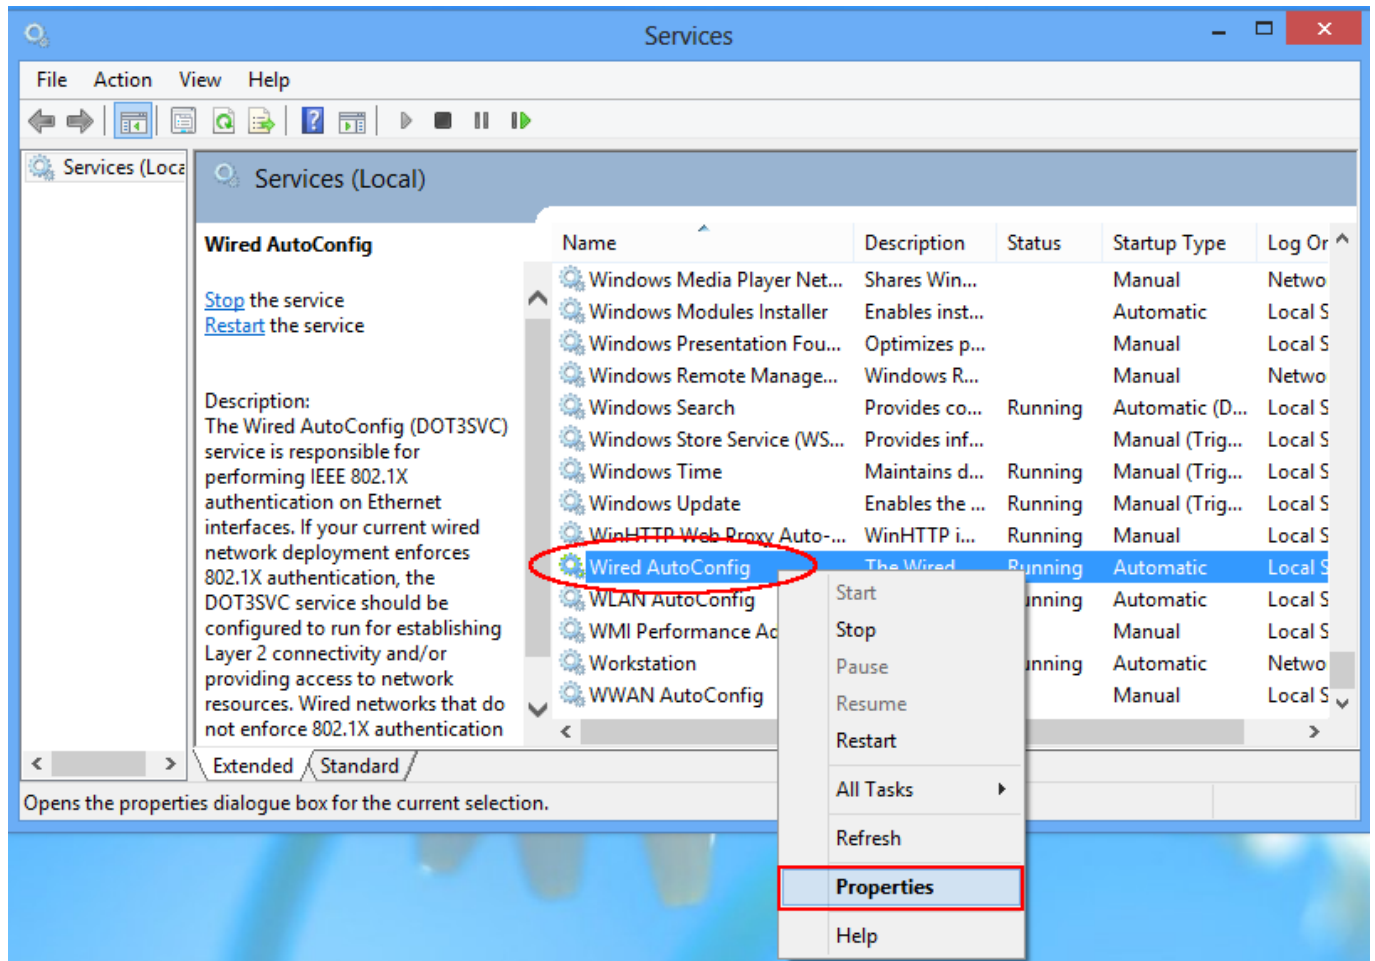 Services
File Action View Help
Services (Loca
Services (Local)
Wired AutoConfig
Stop the service
Restart the service
Description:
The Wired AutoConfig (DOT3SVC)
service is responsible for
performing IEEE 802.1X
authentication on Ethernet
interfaces. If your current wired
network deployment enforces
802.1X authentication, the
DOT3SVC service should be
configured to run for establishing
Layer 2 connectivity and/or
providing access to network
resources. Wired networks that do
not enforce 802.1X authentication
Name Description Status Startup Type Log Or
Windows Media Player Net... Shares Win... Manual Netwo
Windows Modules Installer Enables inst... Automatic Local S
Windows Presentation Fou... Optimizes p... Manual Local S
Windows Remote Manage... Windows R... Manual Netwo
Windows Search Provides co... Running Automatic (D... Local S
Windows Store Service (WS... Provides inf... Manual (Trig... Local S
Windows Time Maintains d... Running Manual (Trig... Local S
Windows Update Enables the ... Running Manual (Trig... Local S
WinHTTP Web Proxy Auto-... WinHTTP i... Running Manual Local S
Wired AutoConfig The Wired Running Automatic Local S
WLAN AutoConfig unning Automatic Local S
WMI Performance Ad Manual Local S
Workstation unning Automatic Netwo
WWAN AutoConfig Manual Local S
Start
Stop
Pause
Resume
Restart
All Tasks
Refresh
Properties
Help
Extended Standard
Opens the properties dialogue box for the current selection.